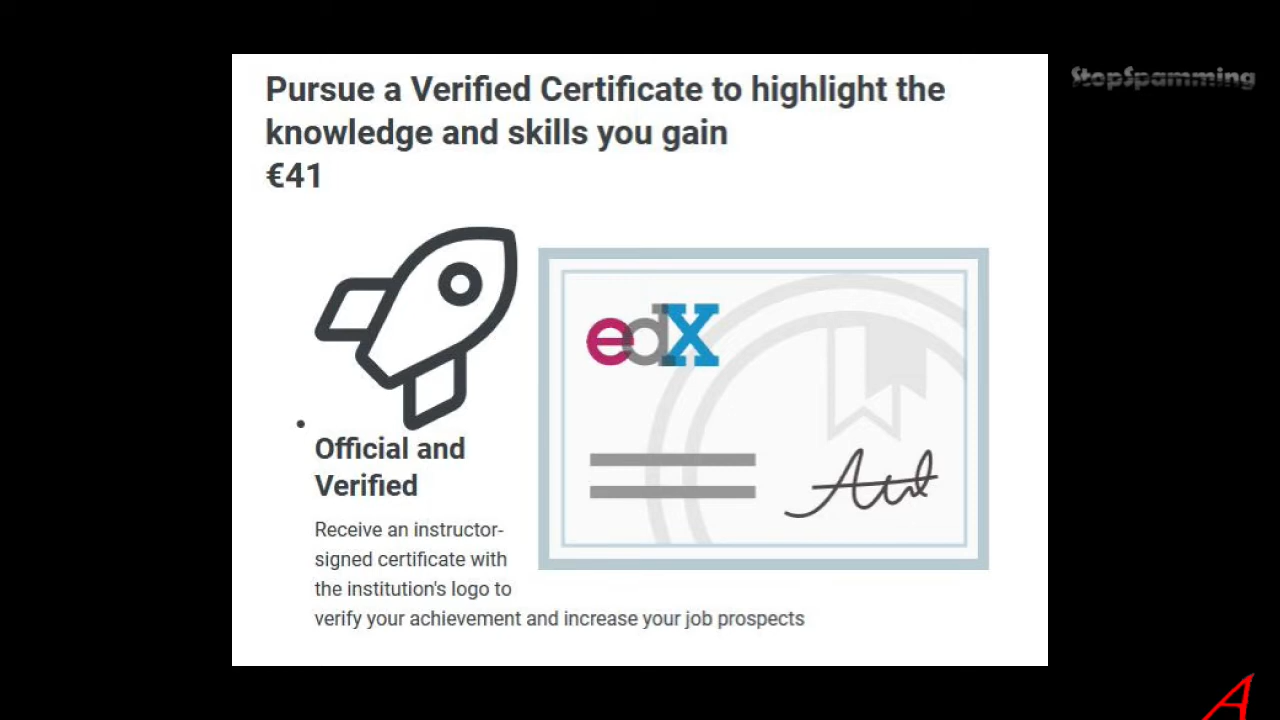 Pursue a Verified Certificate to highlight the
knowledge and skills you gain
€41
StopSpamming
edX
Official and
Verified
Receive an instructor-
signed certificate with
the institution's logo to
verify your achievement and increase your job prospects
A